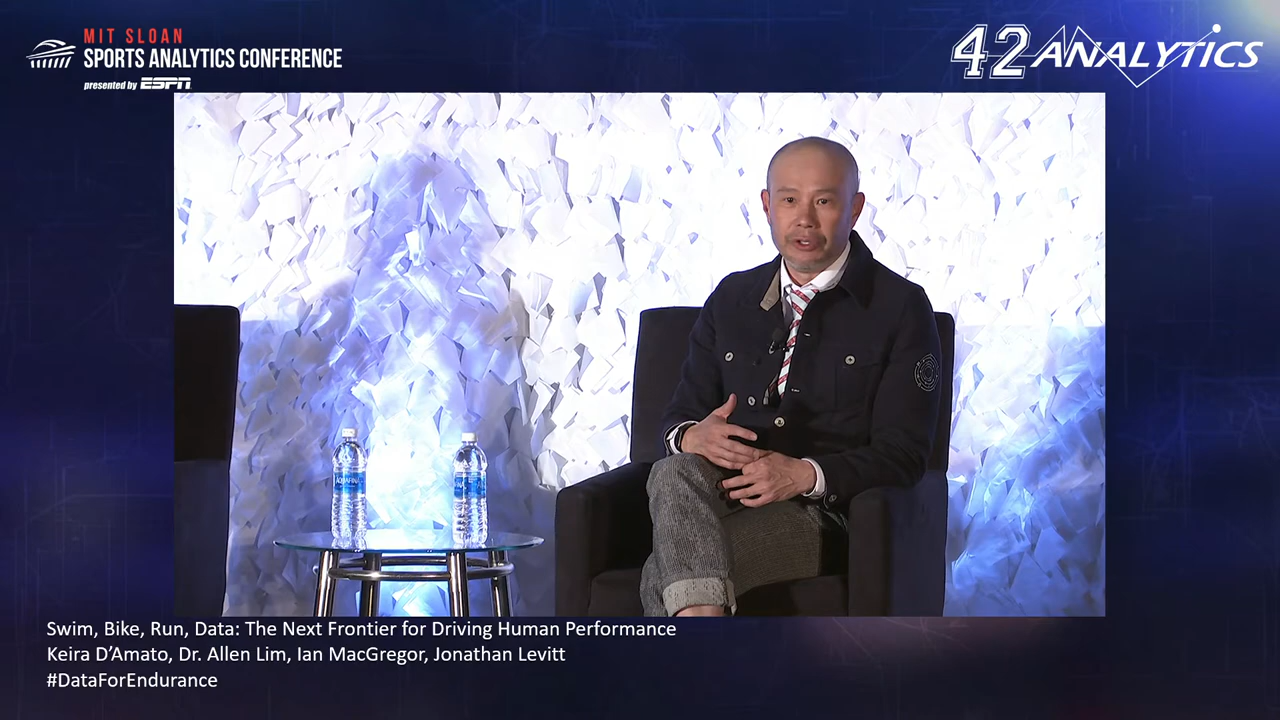 MIT SLOAN
SPORTS ANALYTICS CONFERENCE
presented by ESPN
42 ANALYTICS
AQUAFINA
Swim, Bike, Run, Data: The Next Frontier for Driving Human Performance
Keira D’Amato, Dr. Allen Lim, Ian MacGregor, Jonathan Levitt
#DataForEndurance